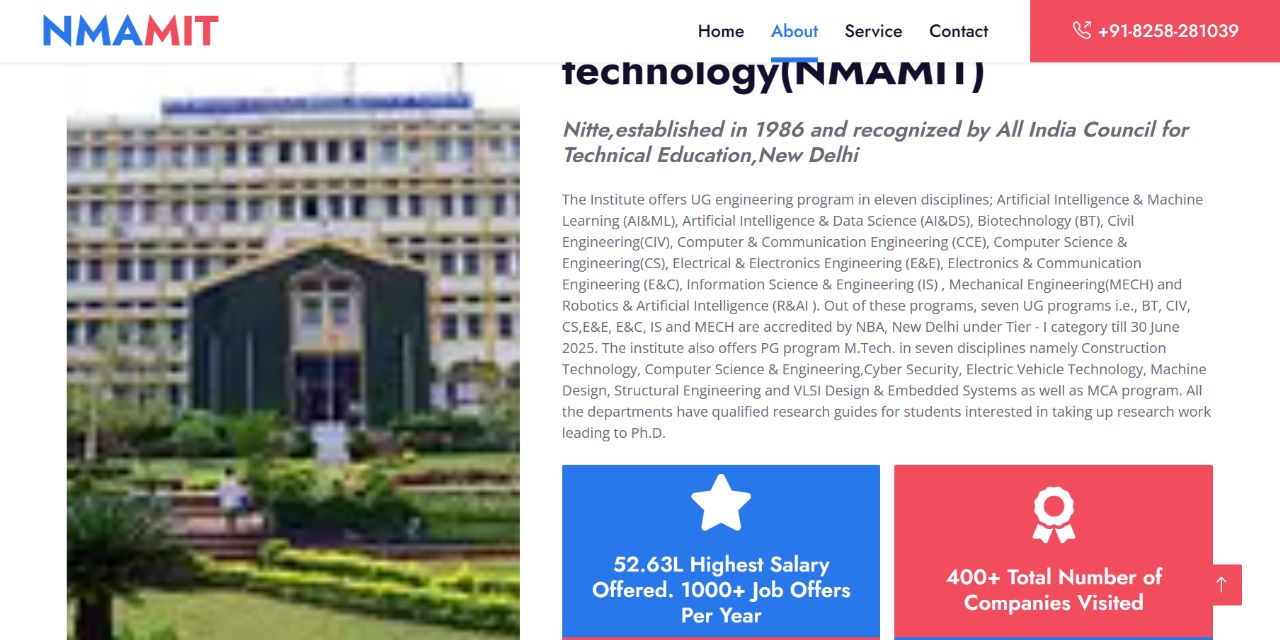 NMAMIT
Home
About
Service
Contact
+91-8258-281039
technology(NMAMIT)
Nitte,established in 1986 and recognized by All India Council for
Technical Education,New Delhi
The Institute offers UG engineering program in eleven disciplines; Artificial Intelligence & Machine
Learning (AI&ML), Artificial Intelligence & Data Science (AI&DS), Biotechnology (BT), Civil
Engineering(CIV), Computer & Communication Engineering (CCE), Computer Science &
Engineering(CS), Electrical & Electronics Engineering (E&E), Electronics & Communication
Engineering (E&C), Information Science & Engineering (IS) , Mechanical Engineering(MECH) and
Robotics & Artificial Intelligence (R&AI ). Out of these programs, seven UG programs i.e., BT, CIV,
CS,E&E, E&C, IS and MECH are accredited by NBA, New Delhi under Tier - I category till 30 June
2025. The institute also offers PG program M.Tech. in seven disciplines namely Construction
Technology, Computer Science & Engineering,Cyber Security, Electric Vehicle Technology, Machine
Design, Structural Engineering and VLSI Design & Embedded Systems as well as MCA program. All
the departments have qualified research guides for students interested in taking up research work
leading to Ph.D.
52.63L Highest Salary
Offered. 1000+ Job Offers
Per Year
400+ Total Number of
Companies Visited